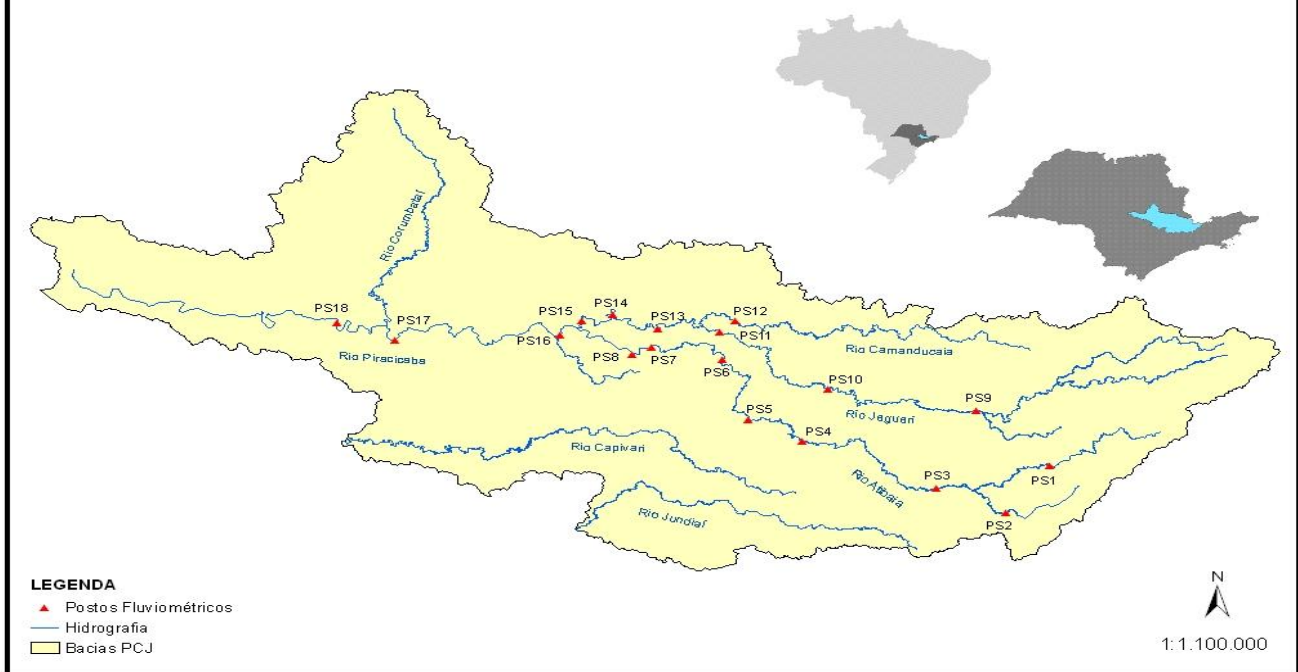 Rio Corumbataí
PS18
PS17
Rio Piracicaba
PS15
PS14
PS16
PS13
PS12
PS11
Rio Camanducaia
PS8
PS7
PS6
PS10
PS9
Rio Jaguari
PS5
PS4
Rio Atibaia
PS3
PS1
PS2
Rio Capivari
Rio Jundiaí
LEGENDA
Postos Fluviométricos
Hidrografia
Bacias PCJ
N
1:1.100.000